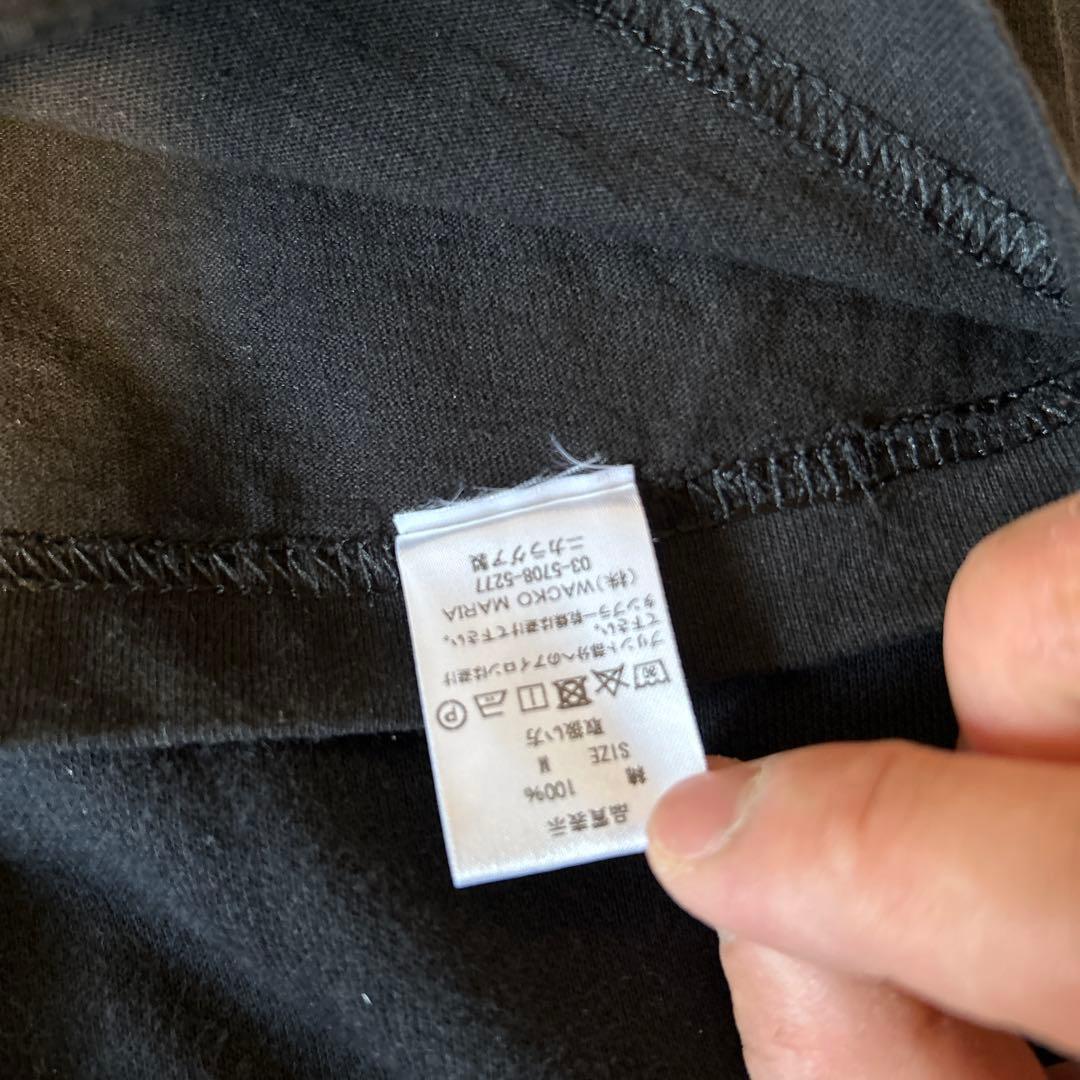 品質表示
綿 100%
SIZE M
取扱い方
30 P
プリント部分へのアイロンは避け
て下さい。
タンブラー乾燥は避けて下さい。
(株)WACKO MARIA
03-5708-5277
ニカラグア製